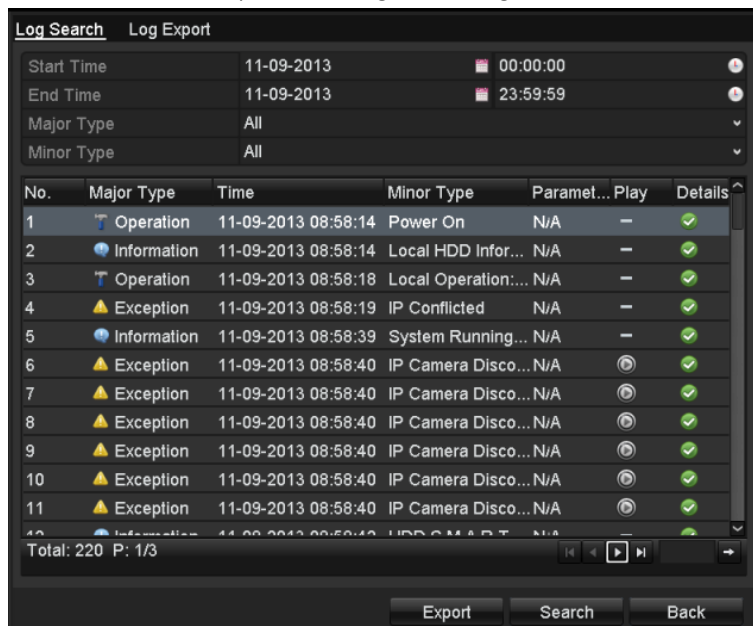 Log Search Log Export
Start Time 11-09-2013 00:00:00
End Time 11-09-2013 23:59:59
Major Type All
Minor Type All
No. Major Type Time Minor Type Paramet... Play Details
1 Operation 11-09-2013 08:58:14 Power On N/A –
2 Information 11-09-2013 08:58:14 Local HDD Infor... N/A –
3 Operation 11-09-2013 08:58:18 Local Operation:... N/A –
4 Exception 11-09-2013 08:58:19 IP Conflicted N/A –
5 Information 11-09-2013 08:58:39 System Running... N/A –
6 Exception 11-09-2013 08:58:40 IP Camera Disco... N/A
7 Exception 11-09-2013 08:58:40 IP Camera Disco... N/A
8 Exception 11-09-2013 08:58:40 IP Camera Disco... N/A
9 Exception 11-09-2013 08:58:40 IP Camera Disco... N/A
10 Exception 11-09-2013 08:58:40 IP Camera Disco... N/A
11 Exception 11-09-2013 08:58:40 IP Camera Disco... N/A
Total: 220 P: 1/3
Export Search Back